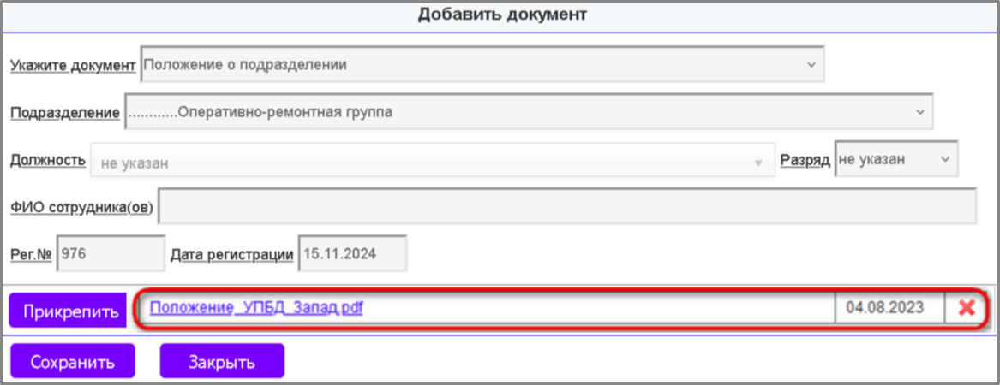 Добавить документ
Укажите документ Положение о подразделении
Подразделение ............Оперативно-ремонтная группа
Должность не указан Разряд не указан
ФИО сотрудника(ов)
Рег.№ 976 Дата регистрации 15.11.2024
Прикрепить Положение_УПБД_Запад.pdf 04.08.2023
Сохранить Закрыть